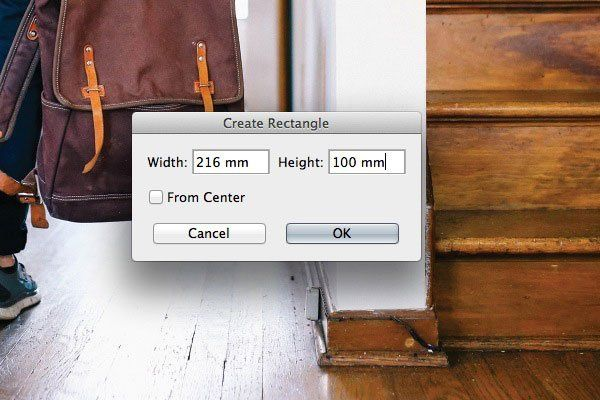 Create Rectangle
Width: 216 mm Height: 100 mm
From Center
Cancel OK